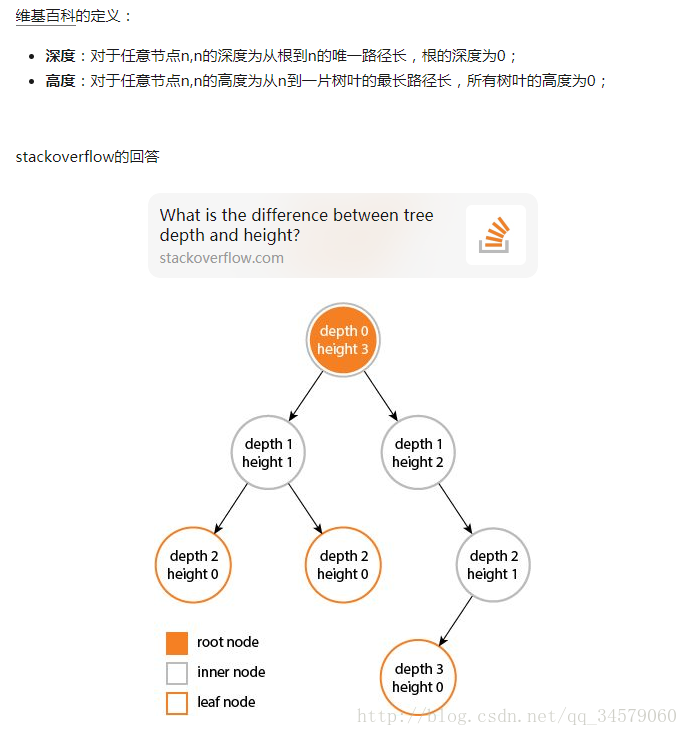 维基百科的定义：
深度：对于任意节点n,n的深度为从根到n的唯一路径长，根的深度为0；
高度：对于任意节点n,n的高度为从n到一片树叶的最长路径长，所有树叶的高度为0；
stackoverflow的回答
What is the difference between tree
depth and height?
stackoverflow.com
depth 0
height 3
depth 1
height 1
depth 1
height 2
depth 2
height 0
depth 2
height 0
depth 2
height 1
depth 3
height 0
root node
inner node
leaf node
http://blog.csdn.net/qq_34579060